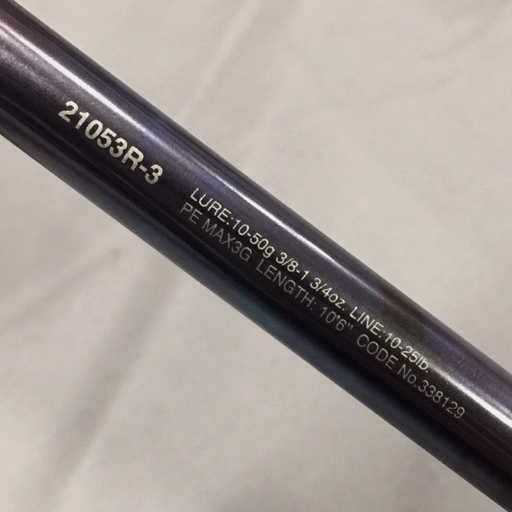 21053R-3
LURE:10-50g 3/8-1 3/4oz. LINE:10-25lb.
PE MAX3G LENGTH: 10'6" CODE No.338129